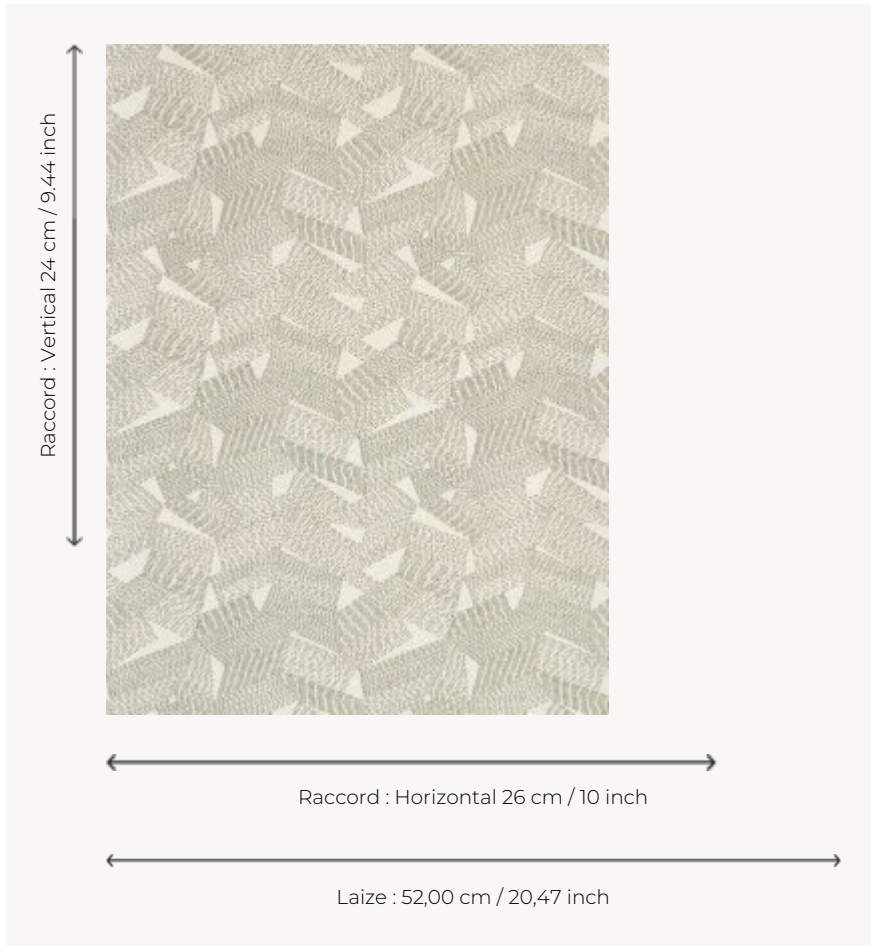 Raccord : Vertical 24 cm / 9.44 inch
Raccord : Horizontal 26 cm / 10 inch
Laize : 52,00 cm / 20,47 inch